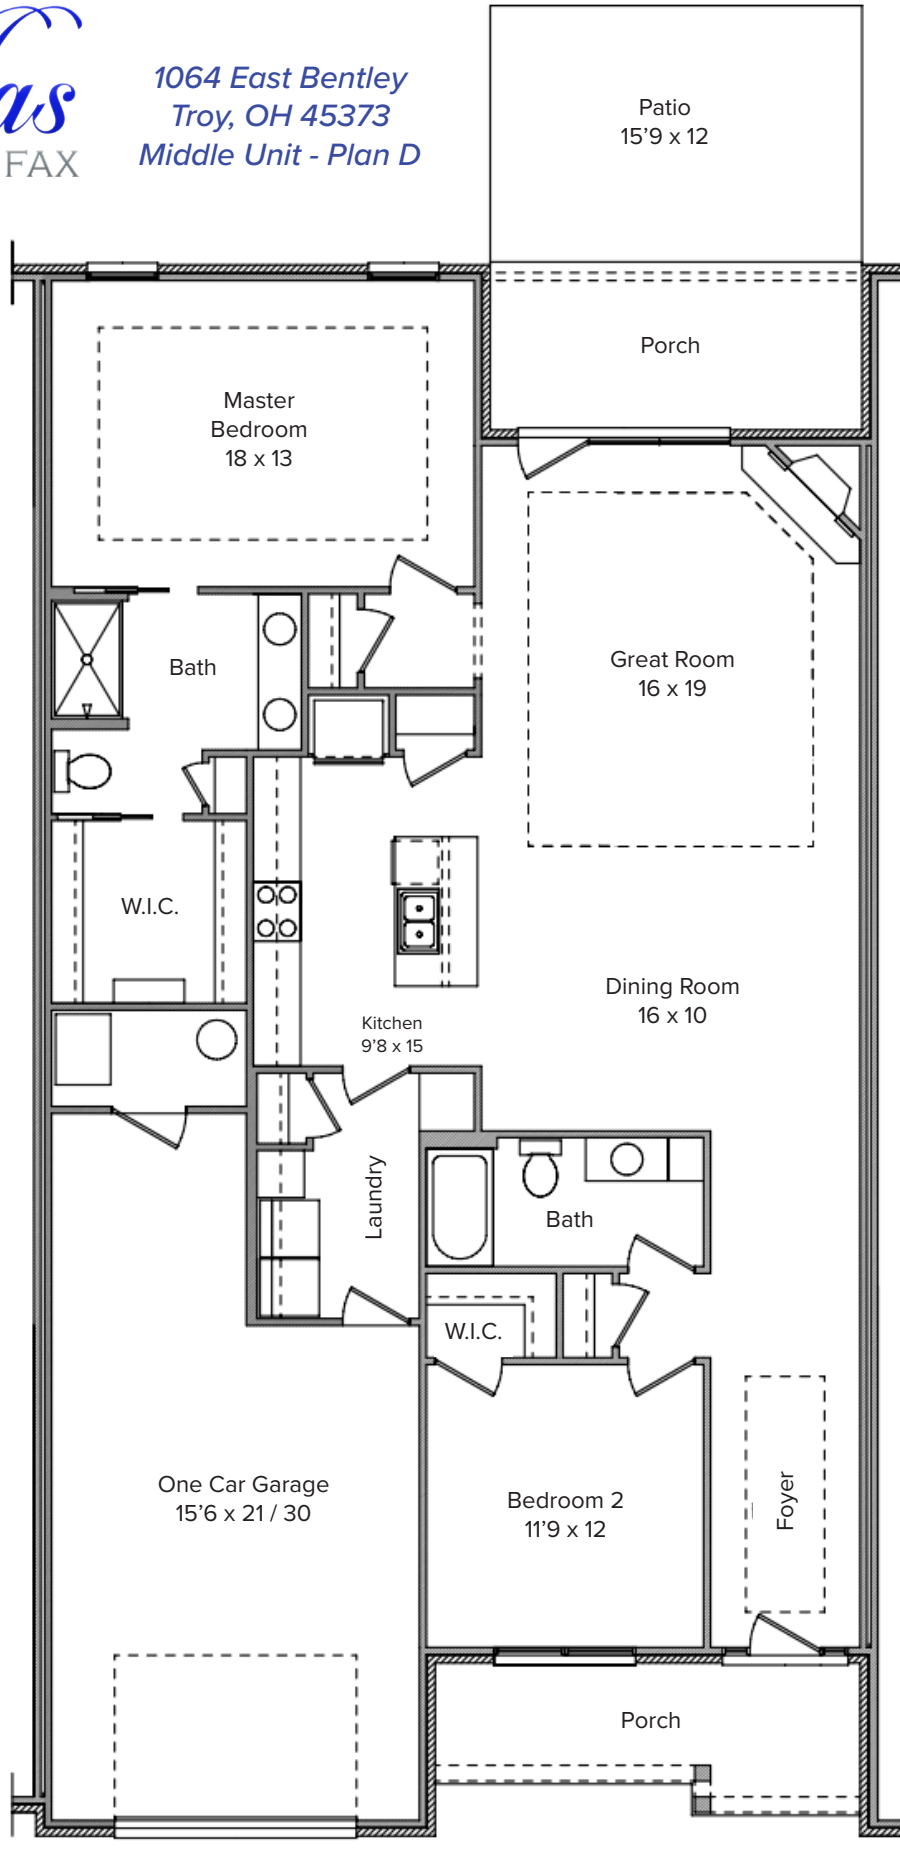 as
FAX
1064 East Bentley
Troy, OH 45373
Middle Unit - Plan D
Patio
15'9 x 12
Porch
Master
Bedroom
18 x 13
Bath
Great Room
16 x 19
W.I.C.
Dining Room
16 x 10
Kitchen
9'8 x 15
Laundry
Bath
W.I.C.
One Car Garage
15'6 x 21 / 30
Bedroom 2
11'9 x 12
Foyer
Porch